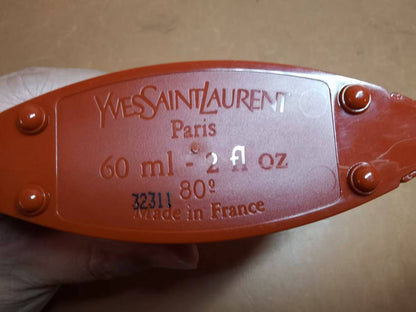 YVESSAINTLAURENT
Paris
60 ml - 2 fl oz
80º
32311
Made in France